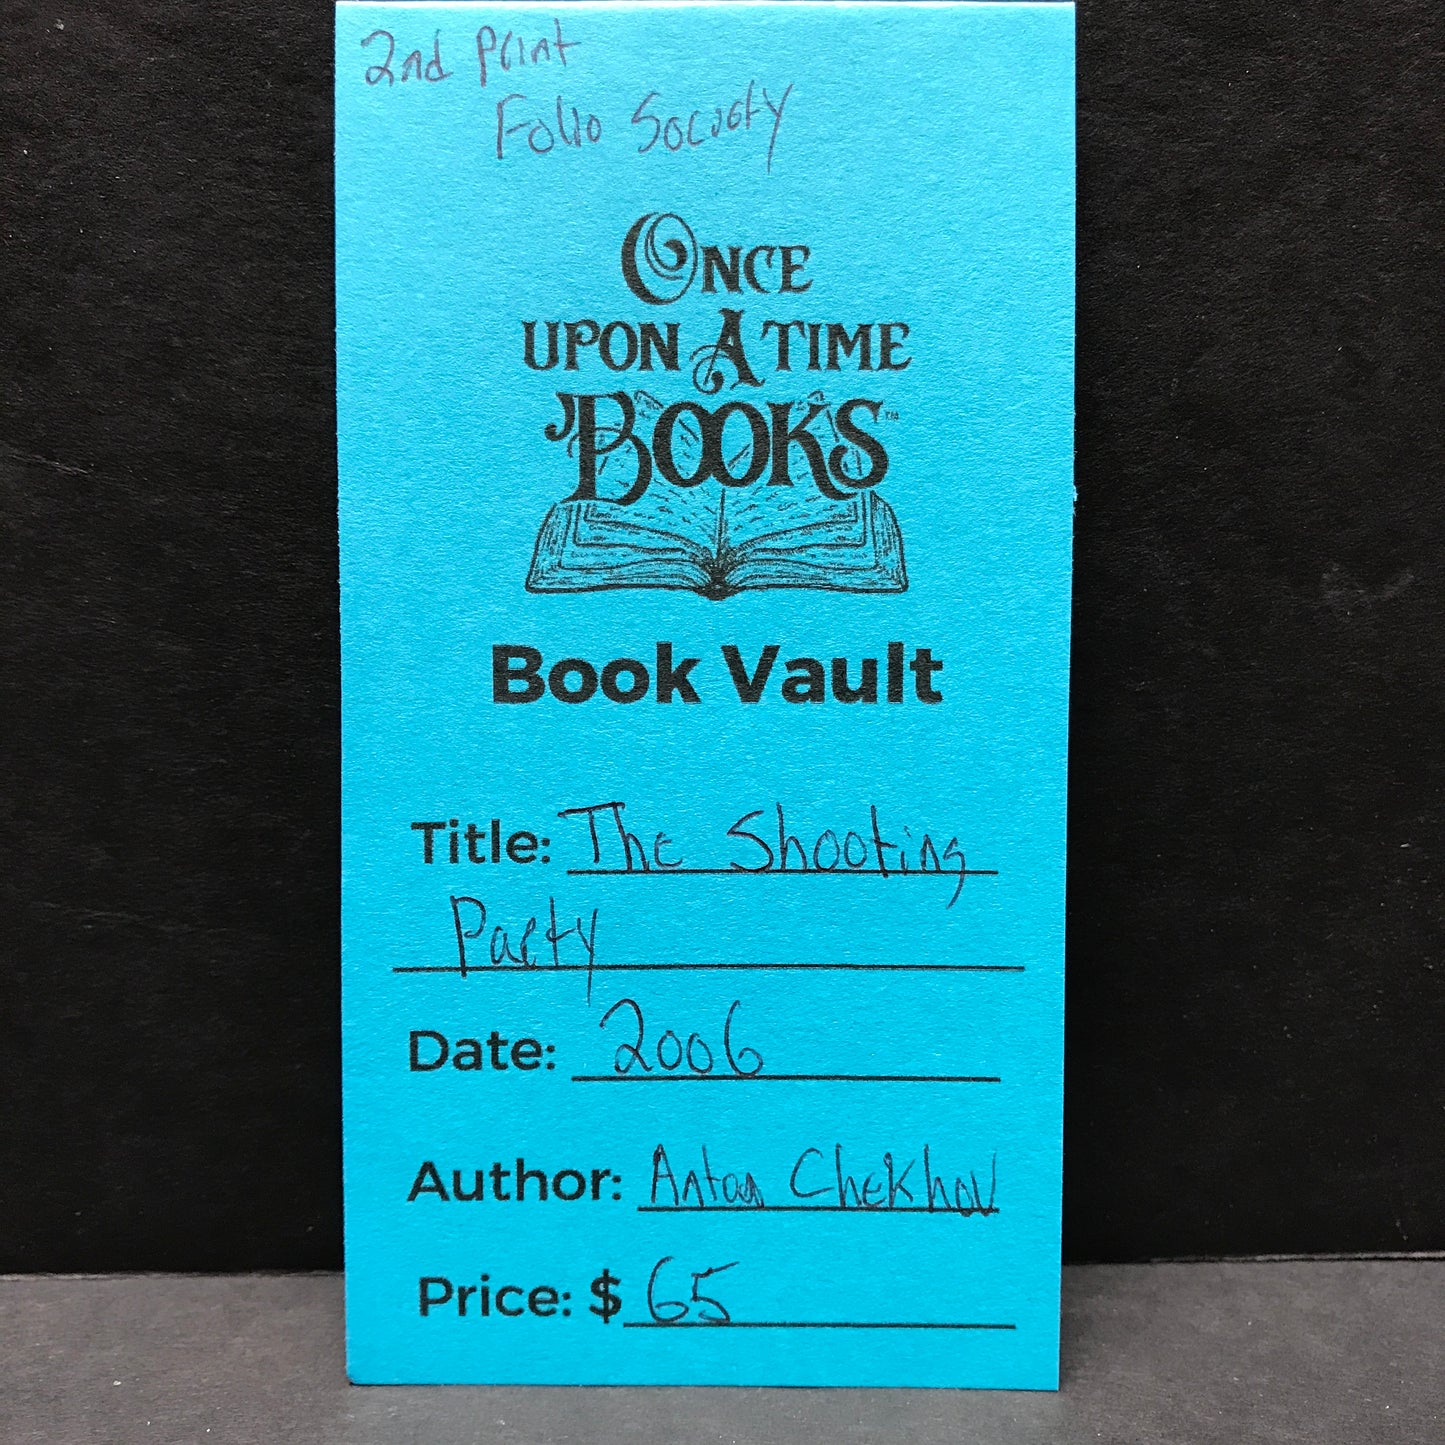 2nd Print
Folio Society
ONCE
UPON A TIME
BOOKS™
Book Vault
Title: The Shooting
Party
Date: 2006
Author: Anton Chekhov
Price: $ 65